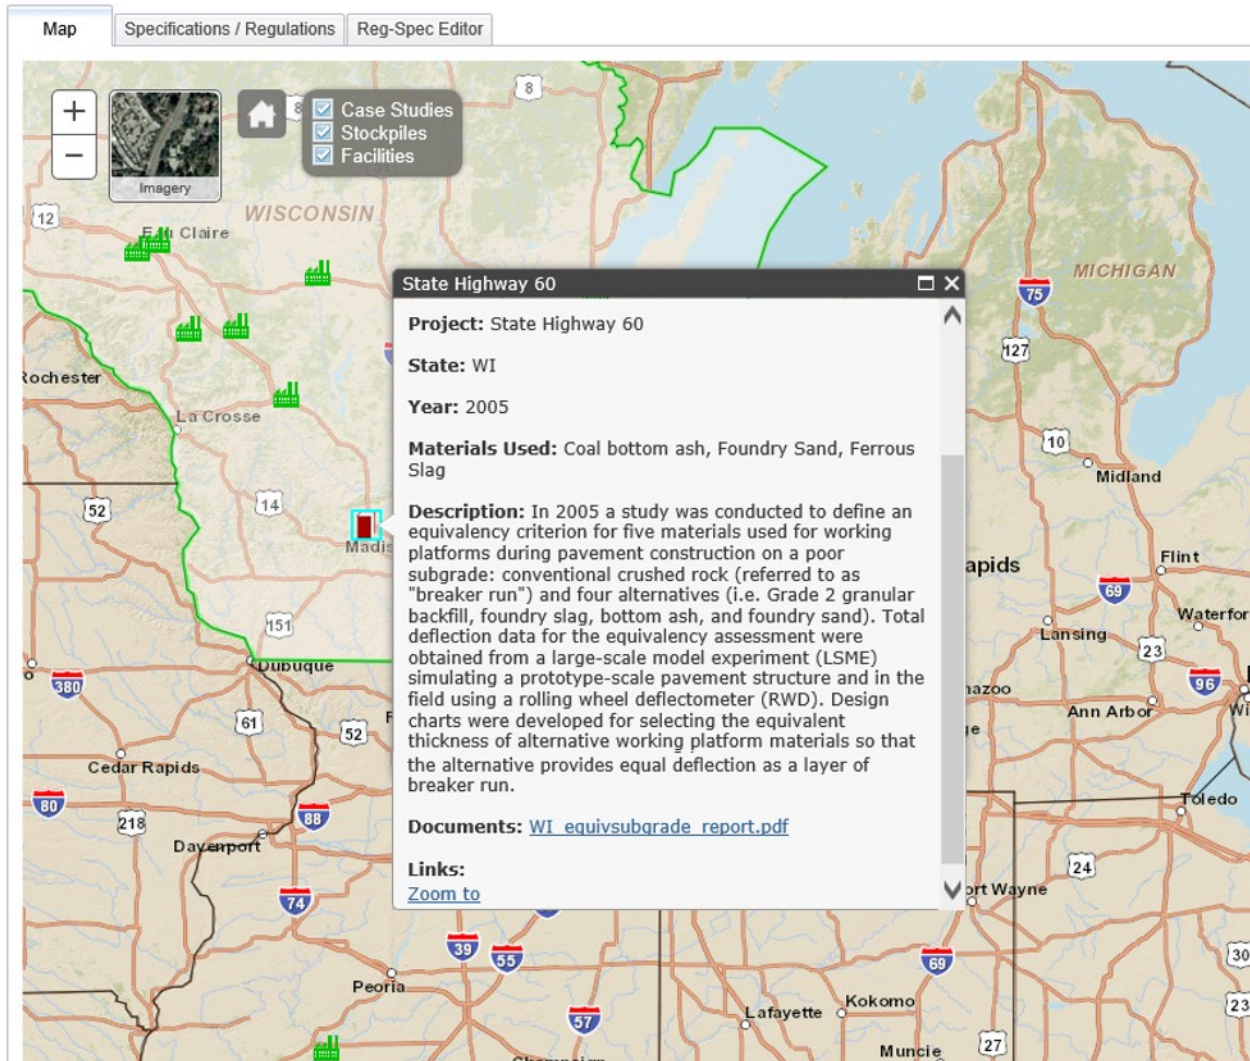 Map
Specifications / Regulations
Reg-Spec Editor
+
−
Imagery
Case Studies
Stockpiles
Facilities
8
8
12
WISCONSIN
Eau Claire
MICHIGAN
75
127
Rochester
La Crosse
10
Midland
52
14
State Highway 60
Project: State Highway 60
State: WI
Year: 2005
Materials Used: Coal bottom ash, Foundry Sand, Ferrous
Slag
Description: In 2005 a study was conducted to define an
equivalency criterion for five materials used for working
platforms during pavement construction on a poor
subgrade: conventional crushed rock (referred to as
"breaker run") and four alternatives (i.e. Grade 2 granular
backfill, foundry slag, bottom ash, and foundry sand). Total
deflection data for the equivalency assessment were
obtained from a large-scale model experiment (LSME)
simulating a prototype-scale pavement structure and in the
field using a rolling wheel deflectometer (RWD). Design
charts were developed for selecting the equivalent
thickness of alternative working platform materials so that
the alternative provides equal deflection as a layer of
breaker run.
Documents: WI_equivsubgrade_report.pdf
Links:
Zoom to
Madis
apids
Flint
69
Waterfor
151
Lansing
23
Dubuque
380
azoo
96
Ann Arbor
Wi
61
52
ge
Cedar Rapids
80
218
88
Toledo
Davenport
24
74
ort Wayne
39
55
69
30
Peoria
57
Lafayette
Kokomo
23
27
Muncie